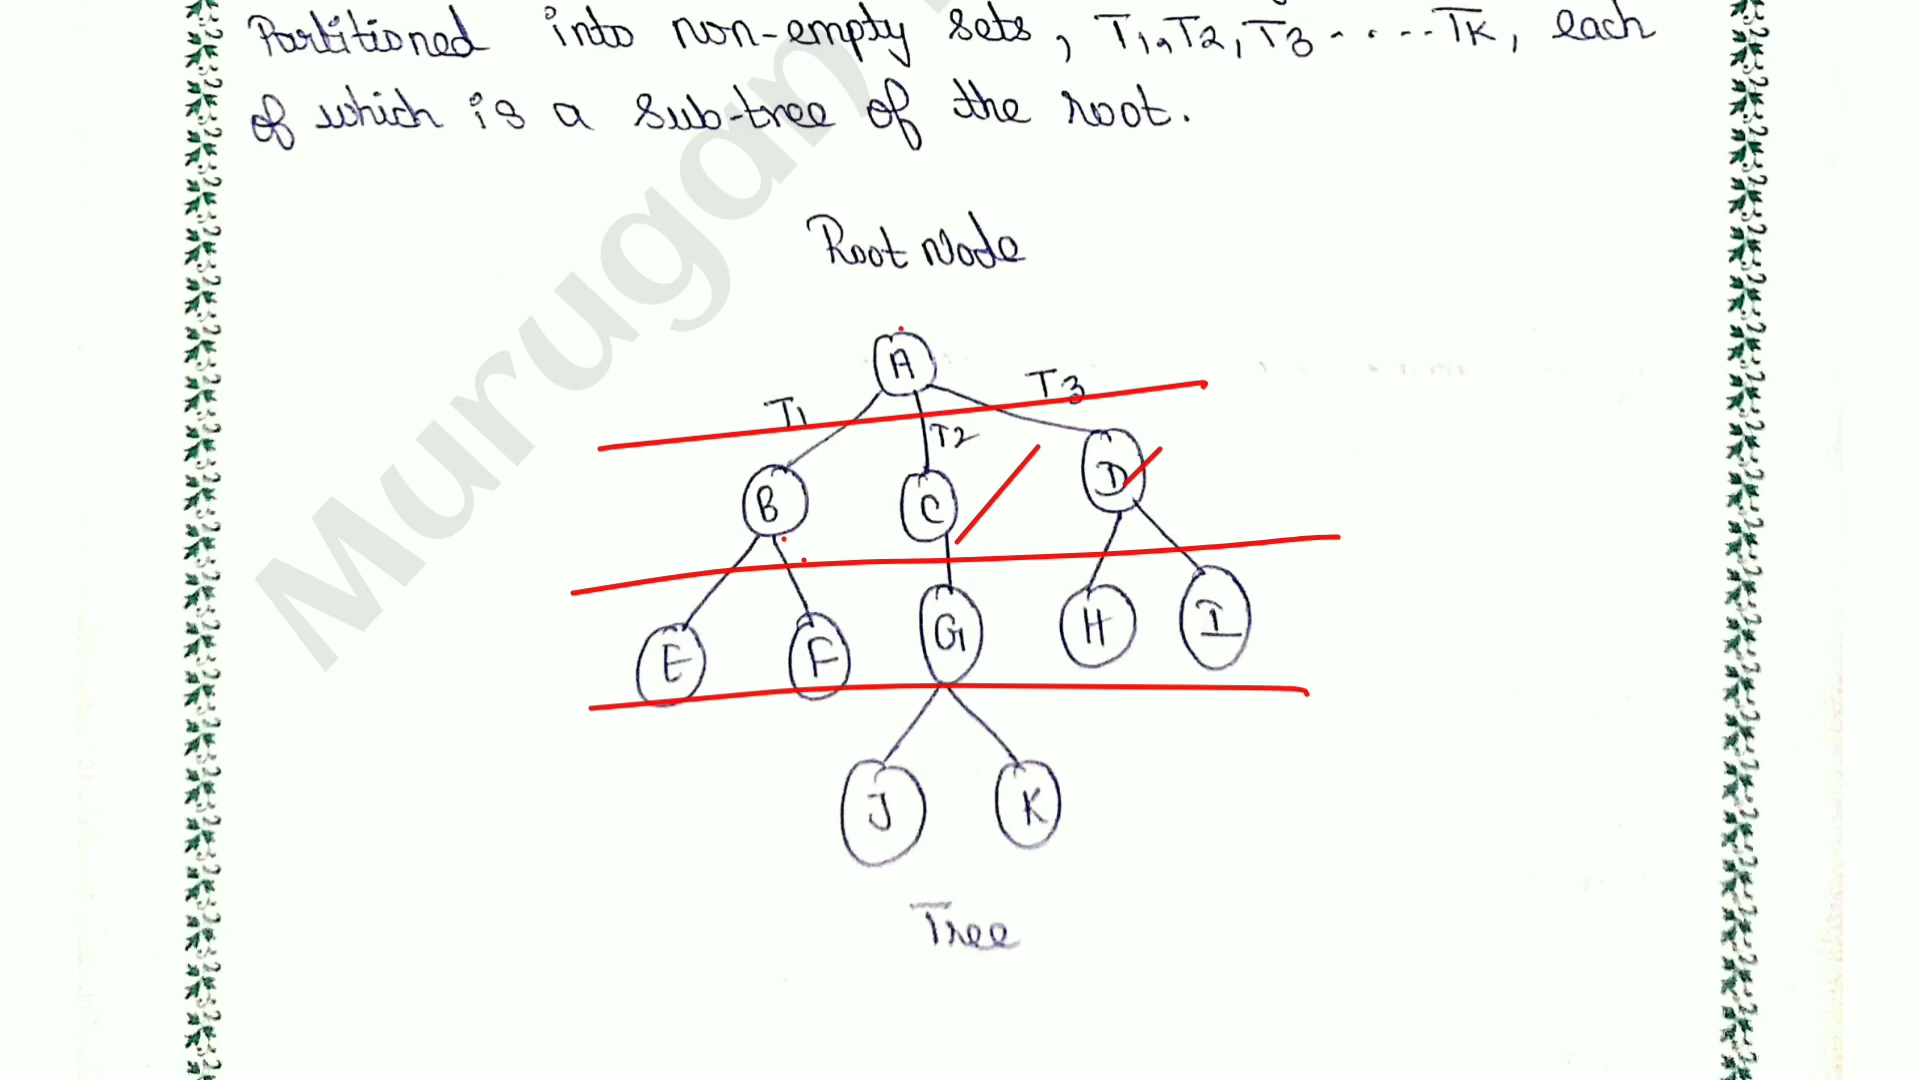 Partitioned into non-empty sets, T1, T2, T3 ..... Tk, each
of which is a sub-tree of the root.
Murugan
Root Node
A
T1 T2 T3
B C D
E F G H I
J K
Tree